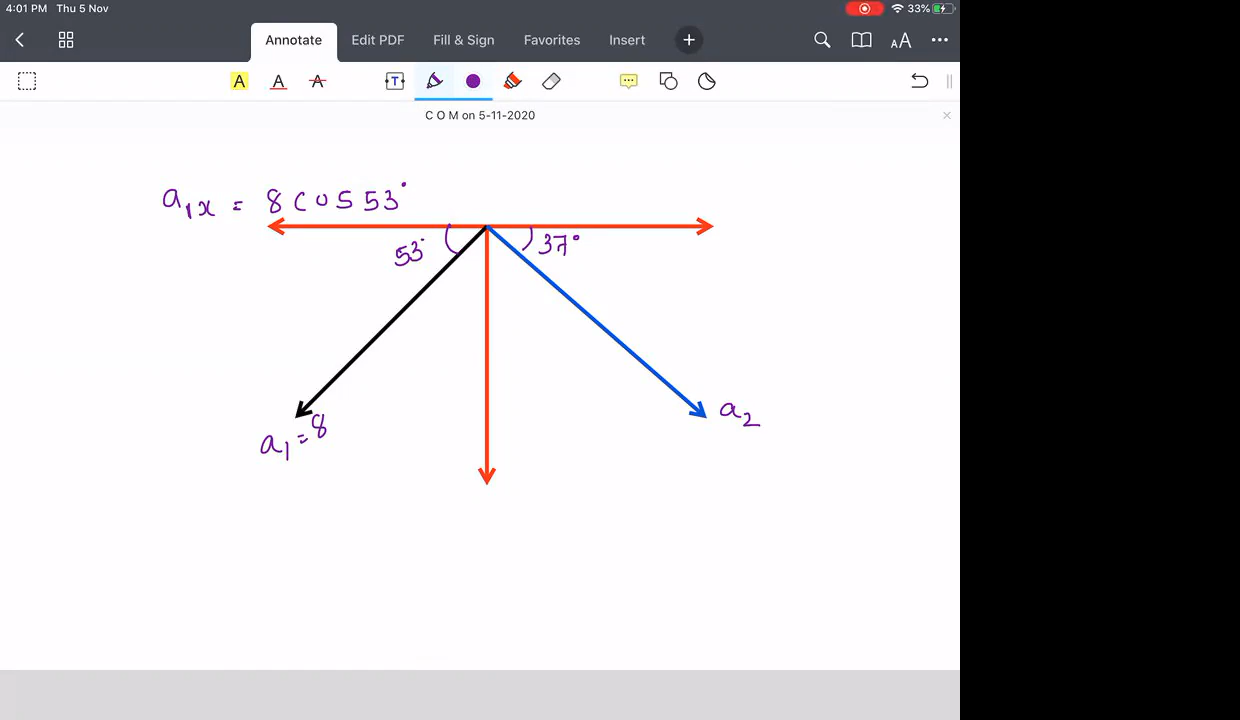 4:01 PM Thu 5 Nov
33%
Annotate Edit PDF Fill & Sign Favorites Insert
AA
A A A T
C O M on 5-11-2020
a₁x = 8 cos 53°
53° 37°
a₁ = 8
a₂